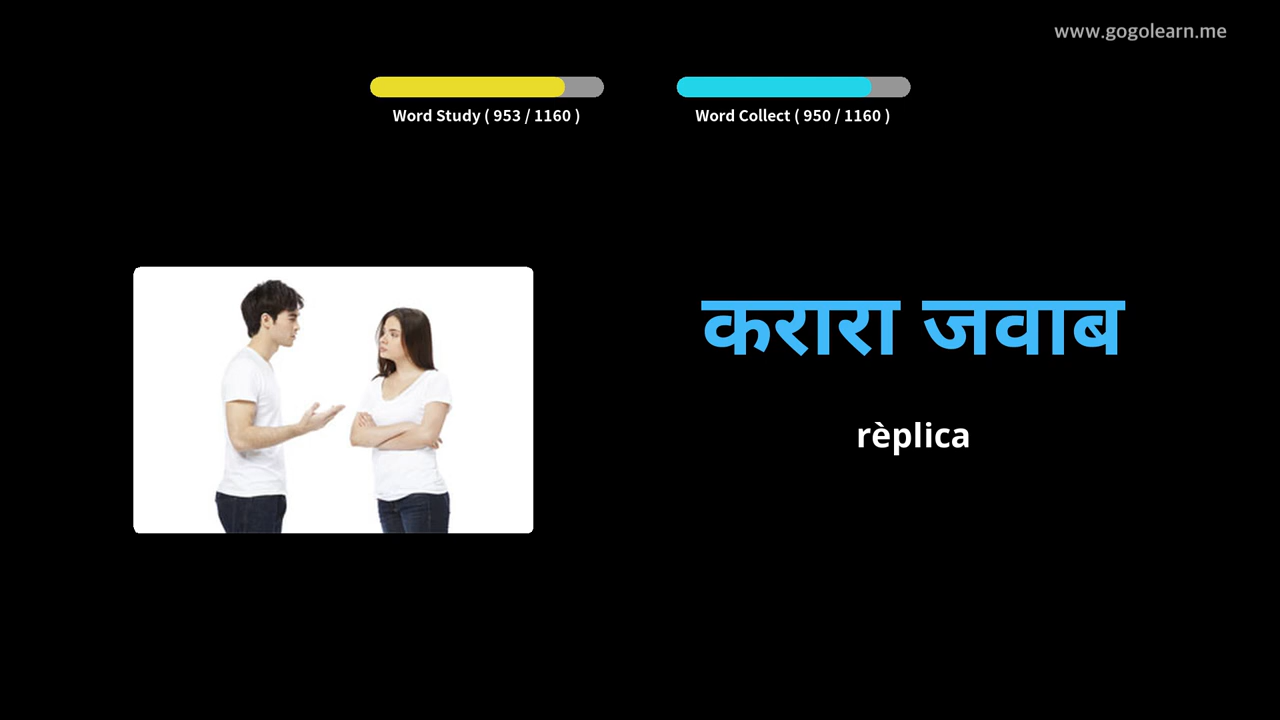 www.gogolearn.me
Word Study ( 953 / 1160 )
Word Collect ( 950 / 1160 )
करारा जवाब
rèplica